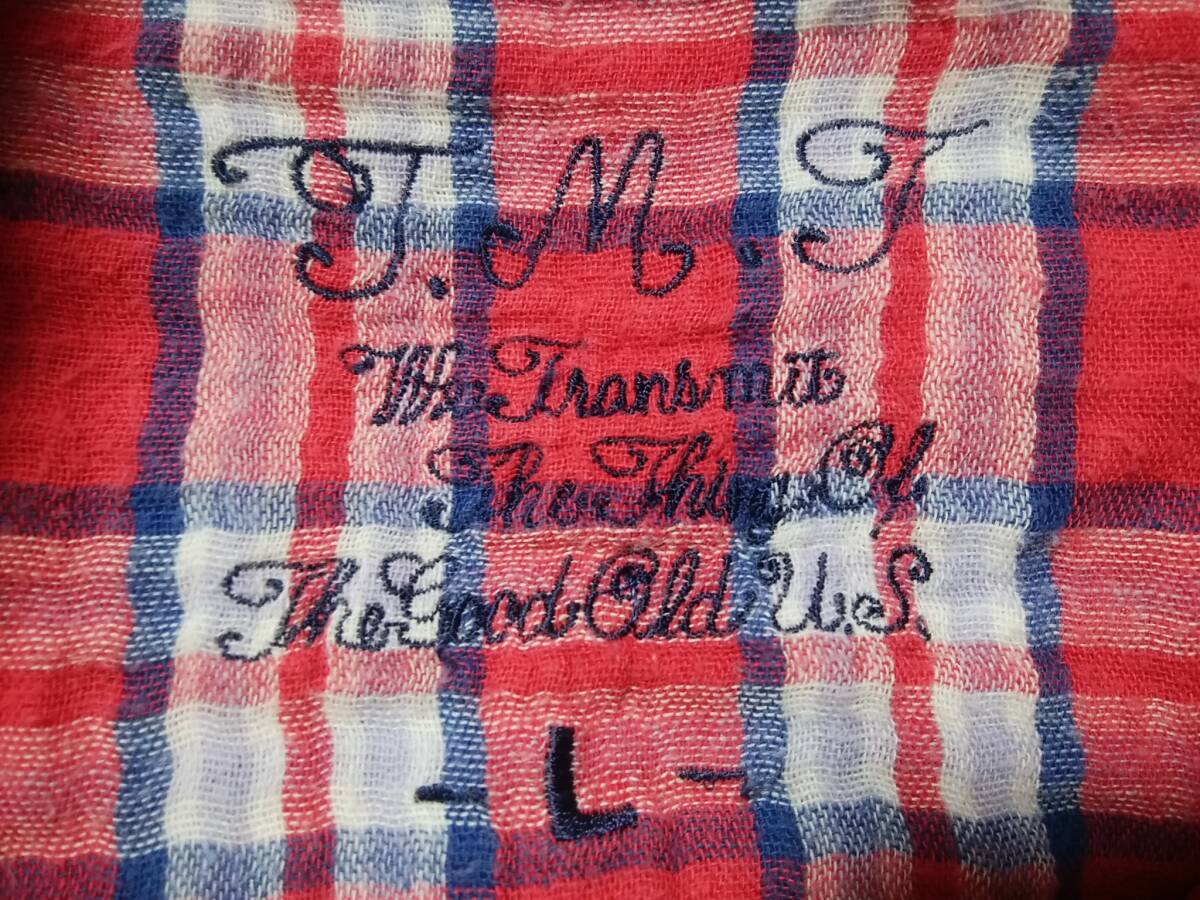 T.M.T
We Transmit
The Thing Of
The Good Old U.S.
- L -